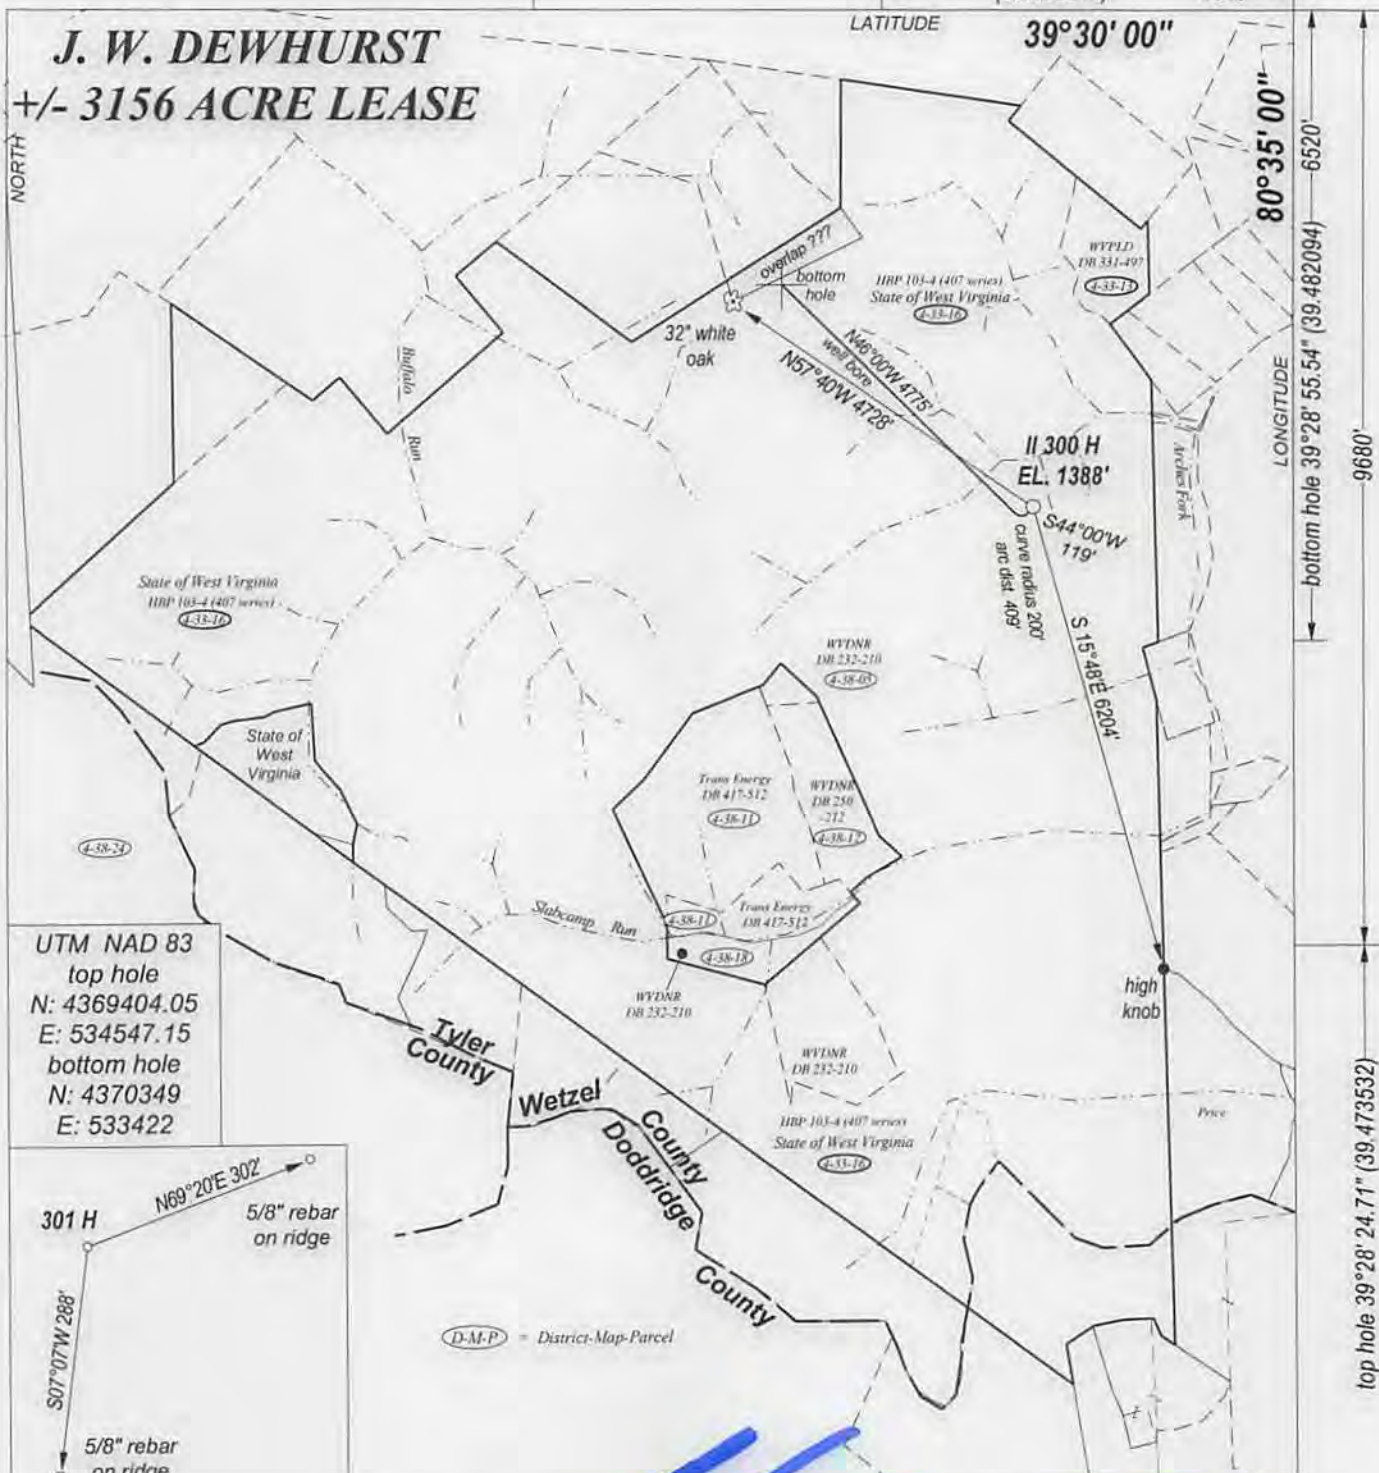 LATITUDE
39°30' 00"
J. W. DEWHURST
+/- 3156 ACRE LEASE
NORTH
80°35' 00"
LONGITUDE
6520'
bottom hole 39°28' 55.54" (39.482094)
9680'
top hole 39°28' 24.71" (39.473532)
overlap ???
bottom
hole
32" white
oak
HBP 103-4 (407 series)
State of West Virginia
4-33-16
WVPLD
DB 331-497
4-33-13
N46°00'W 4775'
well bore
N57°40'W 4728'
Buffalo
Run
II 300 H
EL. 1388'
S44°00'W
119'
curve radius 200'
arc dist. 409'
S 15°48'E 6204'
Arches Fork
State of West Virginia
HBP 103-4 (407 series)
4-33-16
WVDNR
DB 232-210
4-38-05
State of
West
Virginia
Trans Energy
DB 417-512
4-38-11
WVDNR
DB 250
-212
4-38-12
4-38-24
Slabcamp Run
4-38-11
Trans Energy
DB 417-512
4-38-18
WVDNR
DB 232-210
high
knob
UTM NAD 83
top hole
N: 4369404.05
E: 534547.15
bottom hole
N: 4370349
E: 533422
Tyler
County
Wetzel
County
Doddridge
County
WVDNR
DB 232-210
HBP 103-4 (407 series)
State of West Virginia
4-33-16
Price
301 H
N69°20'E 302'
5/8" rebar
on ridge
S07°07'W 288'
5/8" rebar
on ridge
D-M-P = District-Map-Parcel